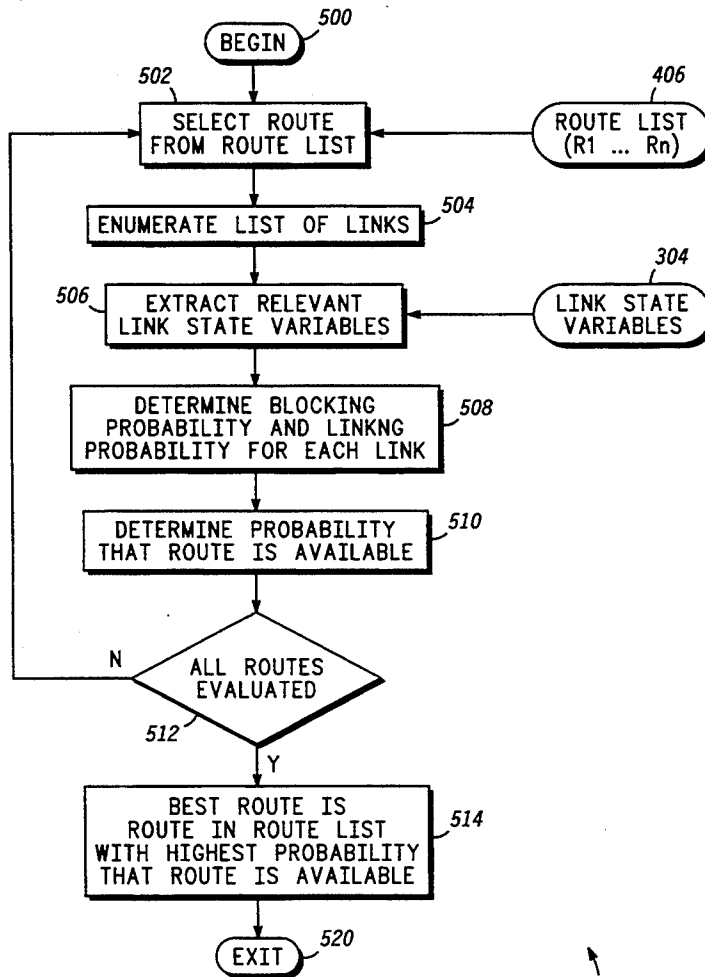 500
BEGIN
502
SELECT ROUTE
FROM ROUTE LIST
406
ROUTE LIST
(R1 ... Rn)
ENUMERATE LIST OF LINKS
504
506
EXTRACT RELEVANT
LINK STATE VARIABLES
304
LINK STATE
VARIABLES
DETERMINE BLOCKING
PROBABILITY AND LINKNG
PROBABILITY FOR EACH LINK
508
DETERMINE PROBABILITY
THAT ROUTE IS AVAILABLE
510
N
ALL ROUTES
EVALUATED
512
Y
BEST ROUTE IS
ROUTE IN ROUTE LIST
WITH HIGHEST PROBABILITY
THAT ROUTE IS AVAILABLE
514
EXIT
520